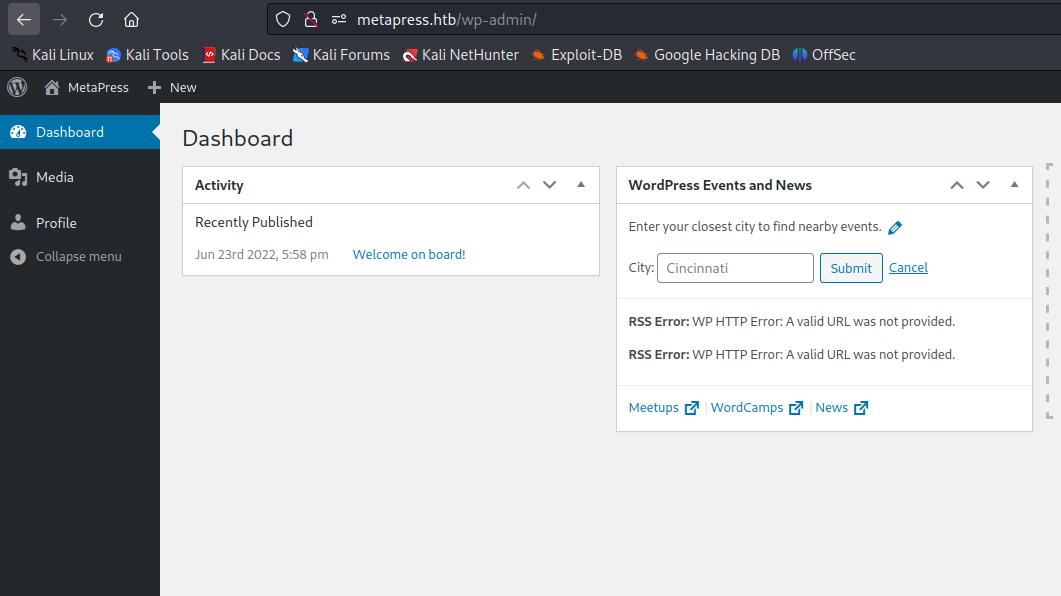 metapress.htb/wp-admin/
Kali Linux Kali Tools Kali Docs Kali Forums Kali NetHunter Exploit-DB Google Hacking DB OffSec
MetaPress New
Dashboard
Media
Profile
Collapse menu
Dashboard
Activity
Recently Published
Jun 23rd 2022, 5:58 pm Welcome on board!
WordPress Events and News
Enter your closest city to find nearby events.
City: Cincinnati Submit Cancel
RSS Error: WP HTTP Error: A valid URL was not provided.
RSS Error: WP HTTP Error: A valid URL was not provided.
Meetups | WordCamps | News